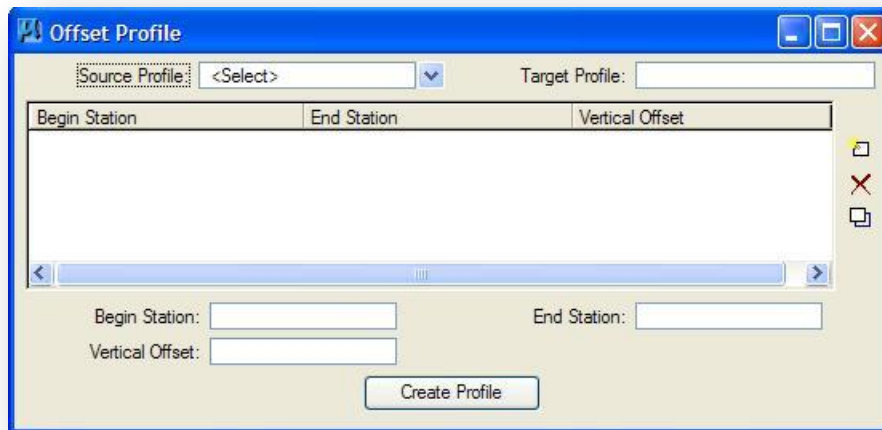 Offset Profile
Source Profile: <Select> Target Profile:
Begin Station End Station Vertical Offset
Begin Station: End Station:
Vertical Offset:
Create Profile